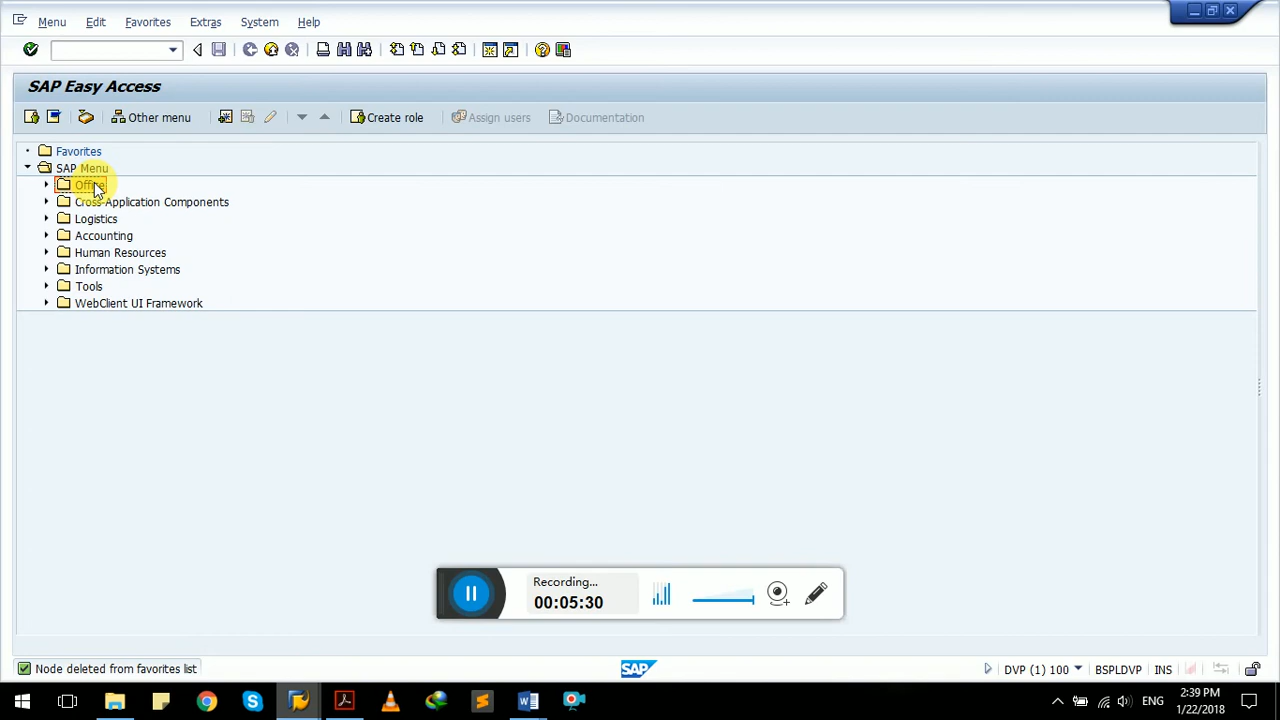 Menu Edit Favorites Extras System Help
SAP Easy Access
Other menu Create role Assign users Documentation
Favorites
SAP Menu
Office
Cross-Application Components
Logistics
Accounting
Human Resources
Information Systems
Tools
WebClient UI Framework
Recording...
00:05:30
Node deleted from favorites list SAP DVP (1) 100 BSPLDVP INS
ENG 2:39 PM
1/22/2018